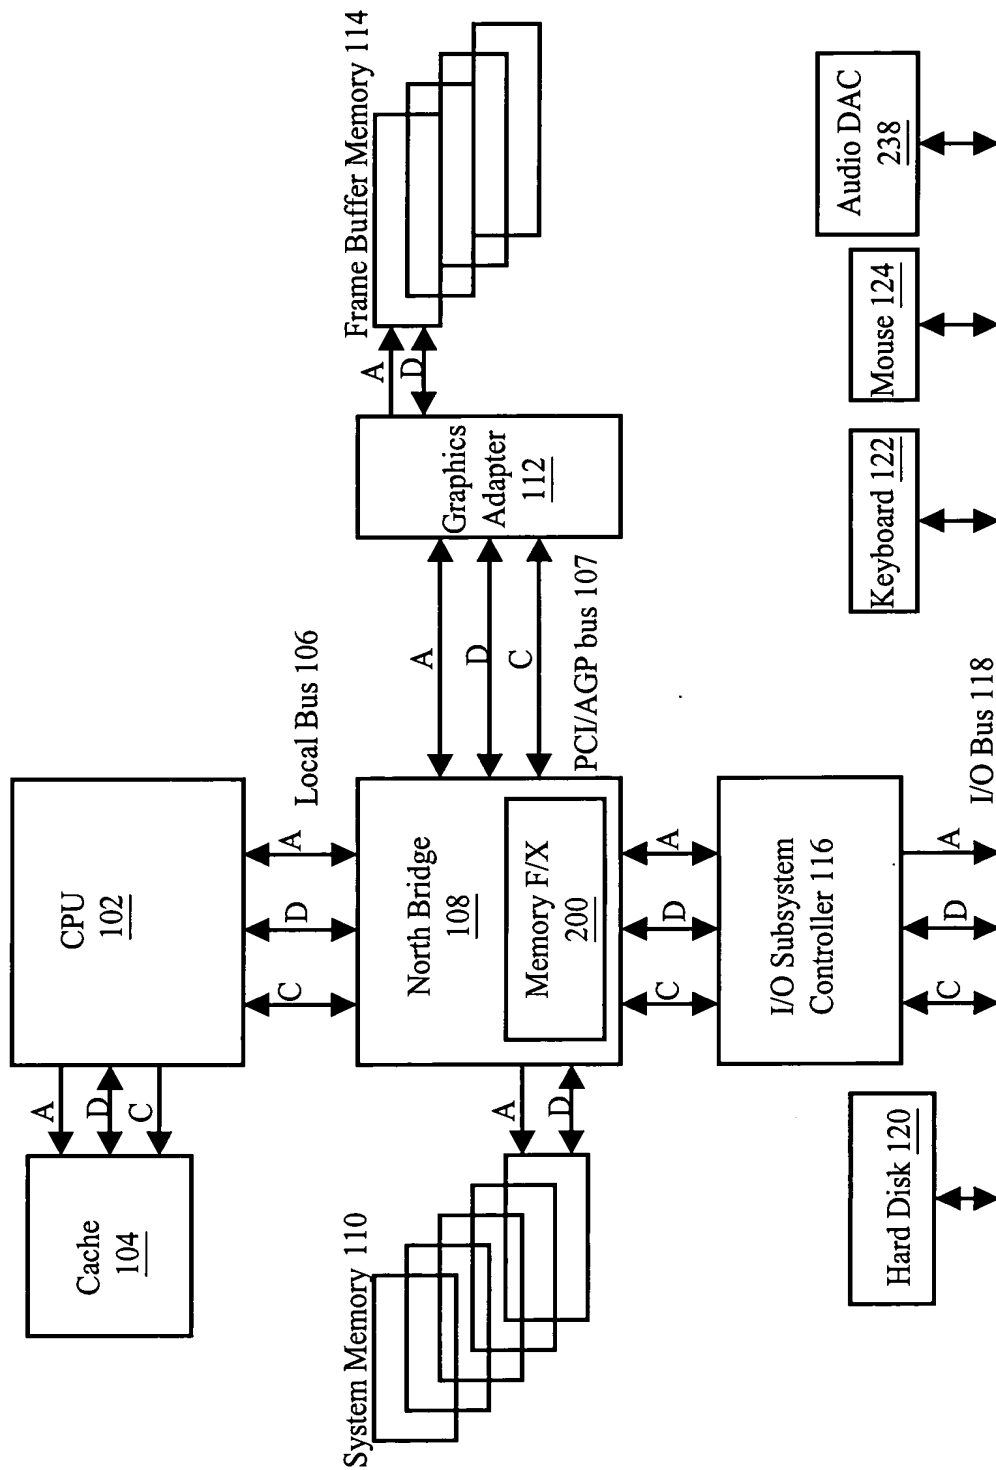 Cache
104
A
D
C
CPU
102
Local Bus 106
C
D
A
System Memory 110
A
D
North Bridge
108
Memory F/X
200
A
D
C
PCI/AGP bus 107
Graphics
Adapter
112
A
D
Frame Buffer Memory 114
C
D
A
I/O Subsystem
Controller 116
C
D
A
I/O Bus 118
Hard Disk 120
Keyboard 122
Mouse 124
Audio DAC
238